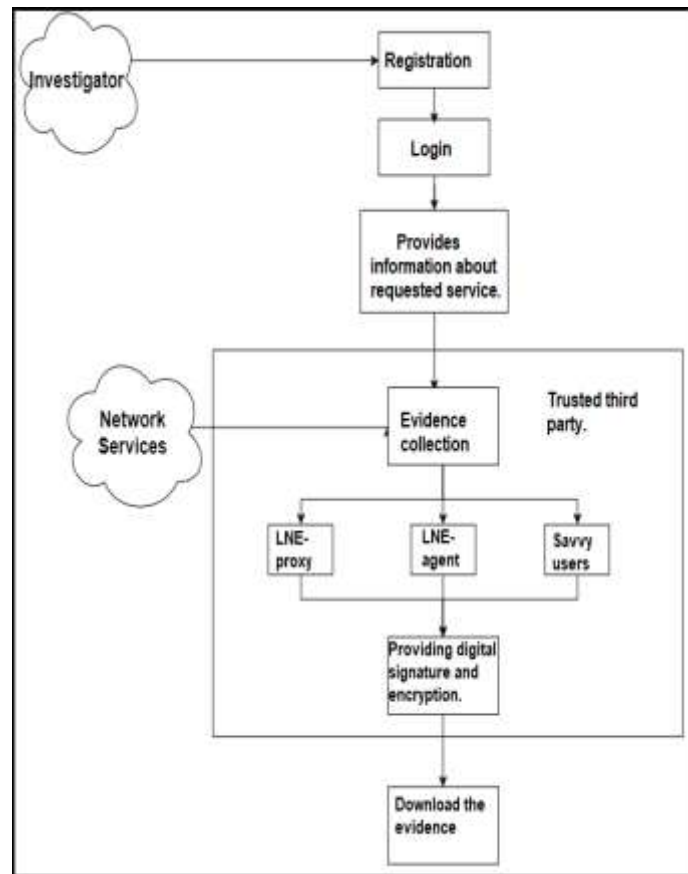 Investigator
Registration
Login
Provides
information about
requested service.
Network
Services
Evidence
collection
Trusted third
party.
LNE-
proxy
LNE-
agent
Savvy
users
Providing digital
signature and
encryption.
Download the
evidence